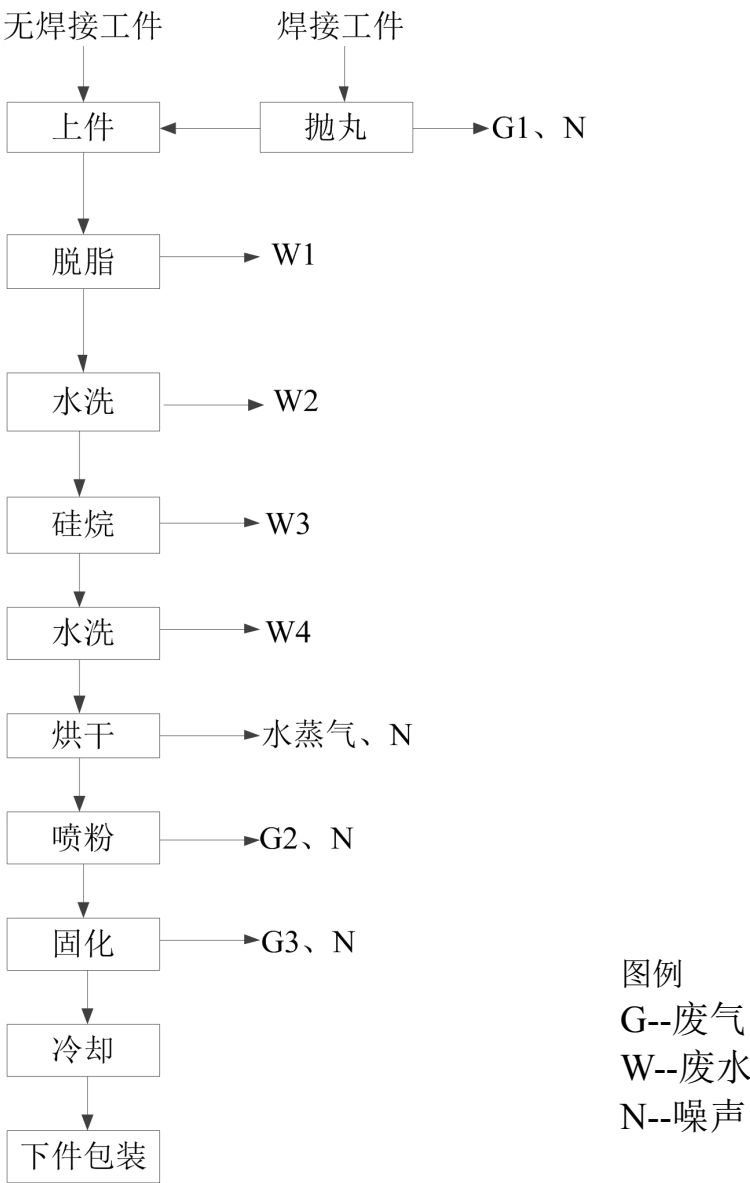 无焊接工件
焊接工件
上件
抛丸
G1、N
脱脂
W1
水洗
W2
硅烷
W3
水洗
W4
烘干
水蒸气、N
喷粉
G2、N
固化
G3、N
冷却
下件包装
图例
G--废气
W--废水
N--噪声